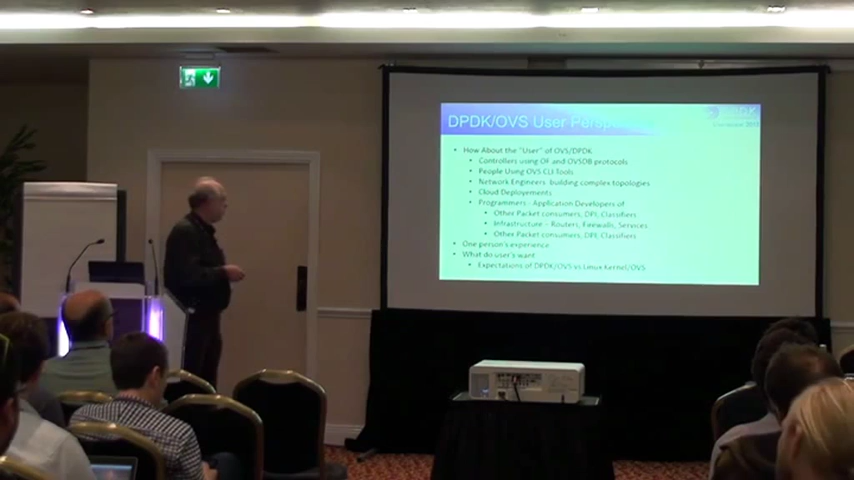 DPDK/OVS User Perspective
• How About the "User" of OVS/DPDK
• Controllers using OF and OVSDB protocols
• People Using OVS CLI Tools
• Network Engineers building complex topologies
• Cloud Deployements
• Programmers - Application Developers of
• Other Packet consumers, DPI, Classifiers
• Infrastructure – Routers, Firewalls, Services
• Other Packet consumers, DPI, Classifiers
• One person's experience
• What do user's want
• Expectations of DPDK/OVS vs Linux Kernel/OVS